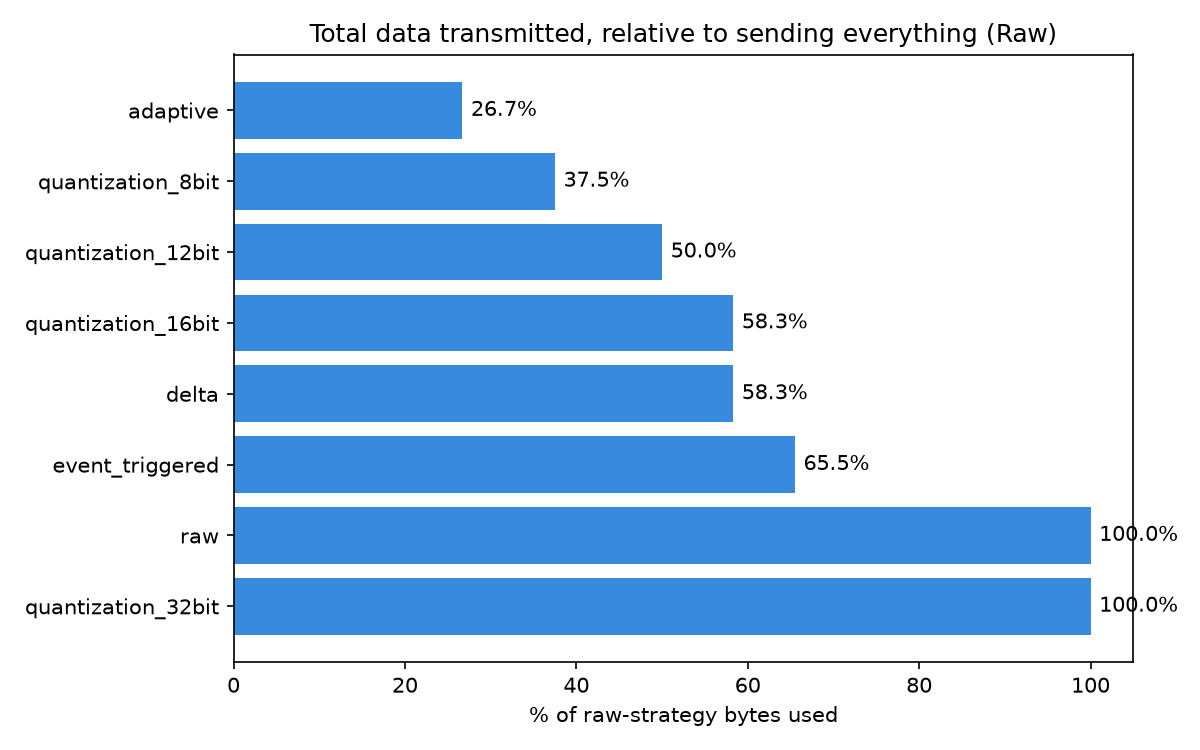 Total data transmitted, relative to sending everything (Raw)
adaptive 26.7%
quantization_8bit 37.5%
quantization_12bit 50.0%
quantization_16bit 58.3%
delta 58.3%
event_triggered 65.5%
raw 100.0%
quantization_32bit 100.0%
0 20 40 60 80 100
% of raw-strategy bytes used